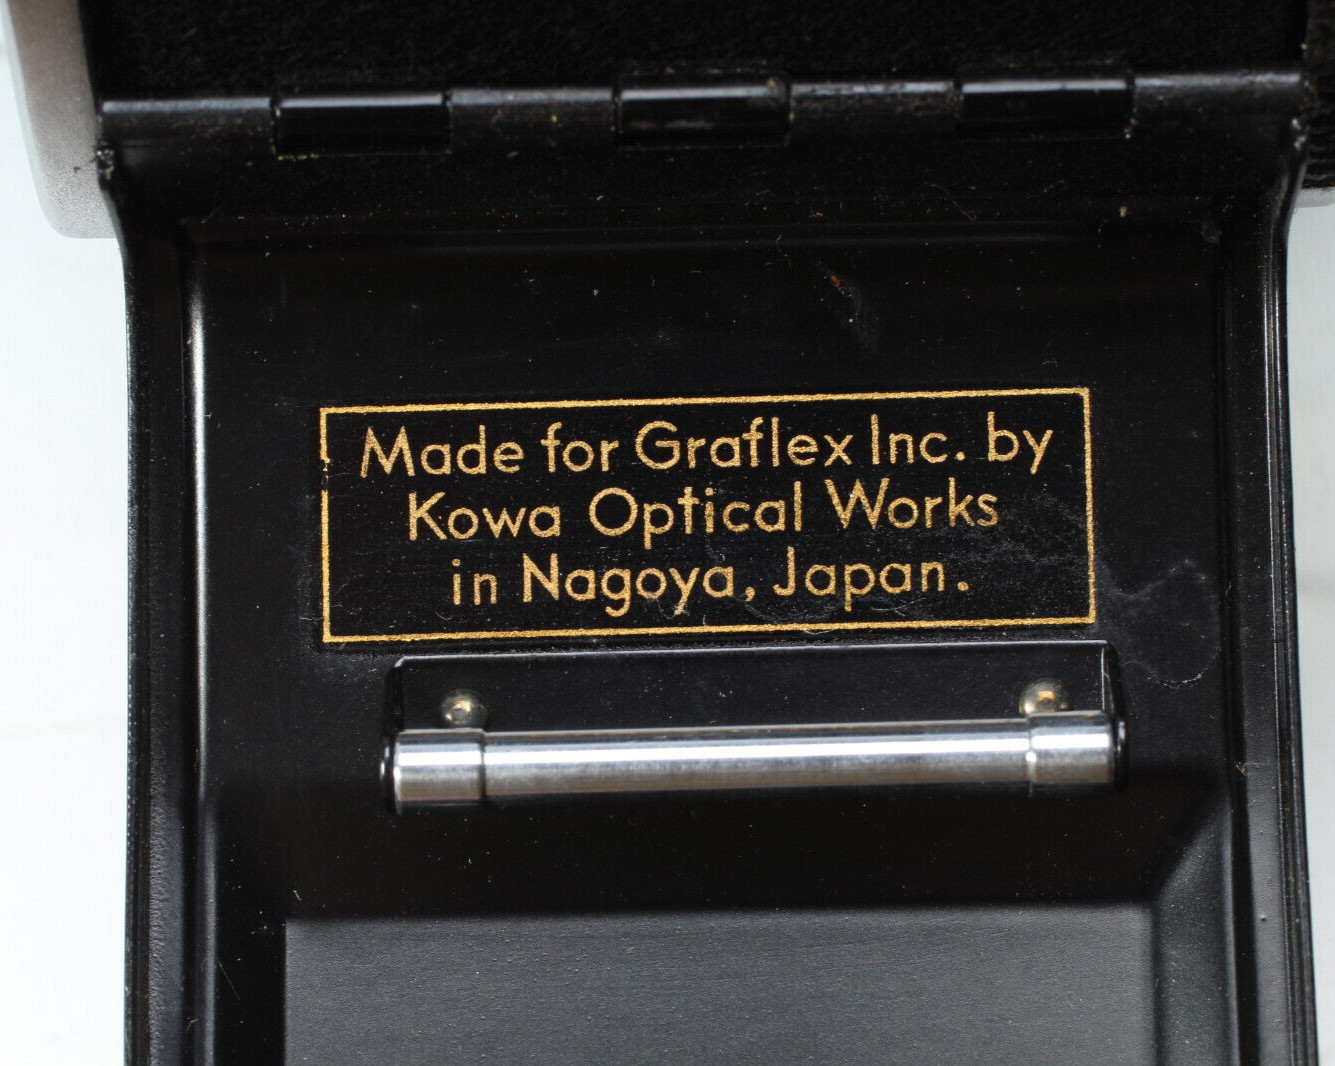 Made for Graflex Inc. by
Kowa Optical Works
in Nagoya, Japan.